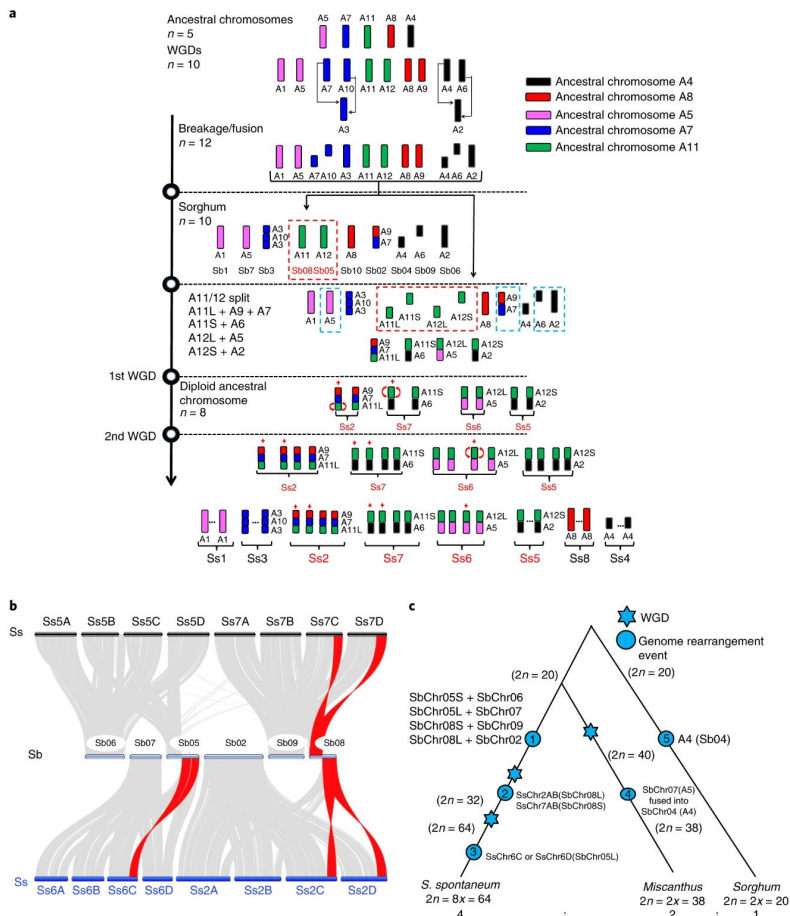 a
Ancestral chromosomes
n = 5
WGDs
n = 10
A5 A7 A11 A8 A4
A1 A5 A7 A10 A11 A12 A8 A9 A4 A6
A3 A2
Ancestral chromosome A4
Ancestral chromosome A8
Ancestral chromosome A5
Ancestral chromosome A7
Ancestral chromosome A11
Breakage/fusion
n = 12
A1 A5 A7 A10 A3 A11 A12 A8 A9 A4 A6 A2
Sorghum
n = 10
A3
A10
A3
A9
A7
A1 A5 A11 A12 A8 A4 A6 A2
Sb1 Sb7 Sb3 Sb08 Sb05 Sb10 Sb02 Sb04 Sb09 Sb06
A11/12 split
A11L + A9 + A7
A11S + A6
A12L + A5
A12S + A2
A3
A10
A3
A9
A7
A1 A5 A11L A11S A12L A12S A8 A4 A6 A2
A9
A7
A11L
A11S
A6
A12L
A5
A12S
A2
1st WGD
Diploid ancestral
chromosome
n = 8
+ +
A9
A7
A11L
A11S
A6
A12L
A5
A12S
A2
Ss2 Ss7 Ss6 Ss5
2nd WGD
+ + + + +
A9
A7
A11L
A11S
A6
A12L
A5
A12S
A2
Ss2 Ss7 Ss6 Ss5
+ + + + +
A3
A10
A3
A9
A7
A11L
A11S
A6
A12L
A5
A12S
A2
A1 A1 A8 A8 A4 A4
Ss1 Ss3 Ss2 Ss7 Ss6 Ss5 Ss8 Ss4
b
Ss5A Ss5B Ss5C Ss5D Ss7A Ss7B Ss7C Ss7D
Ss
Sb06 Sb07 Sb05 Sb02 Sb09 Sb08
Sb
Ss
Ss6A Ss6B Ss6C Ss6D Ss2A Ss2B Ss2C Ss2D
c
WGD
Genome rearrangement
event
(2n = 20)
(2n = 20)
SbChr05S + SbChr06
SbChr05L + SbChr07
SbChr08S + SbChr09
SbChr08L + SbChr02
1
5 A4 (Sb04)
(2n = 40)
(2n = 32)
2 SsChr2AB(SbChr08L)
SsChr7AB(SbChr08S)
4 SbChr07(A5)
fused into
SbChr04 (A4)
(2n = 64)
(2n = 38)
3 SsChr6C or SsChr6D(SbChr05L)
S. spontaneum Miscanthus Sorghum
2n = 8x = 64 2n = 2x = 38 2n = 2x = 20
4 : 2 : 1